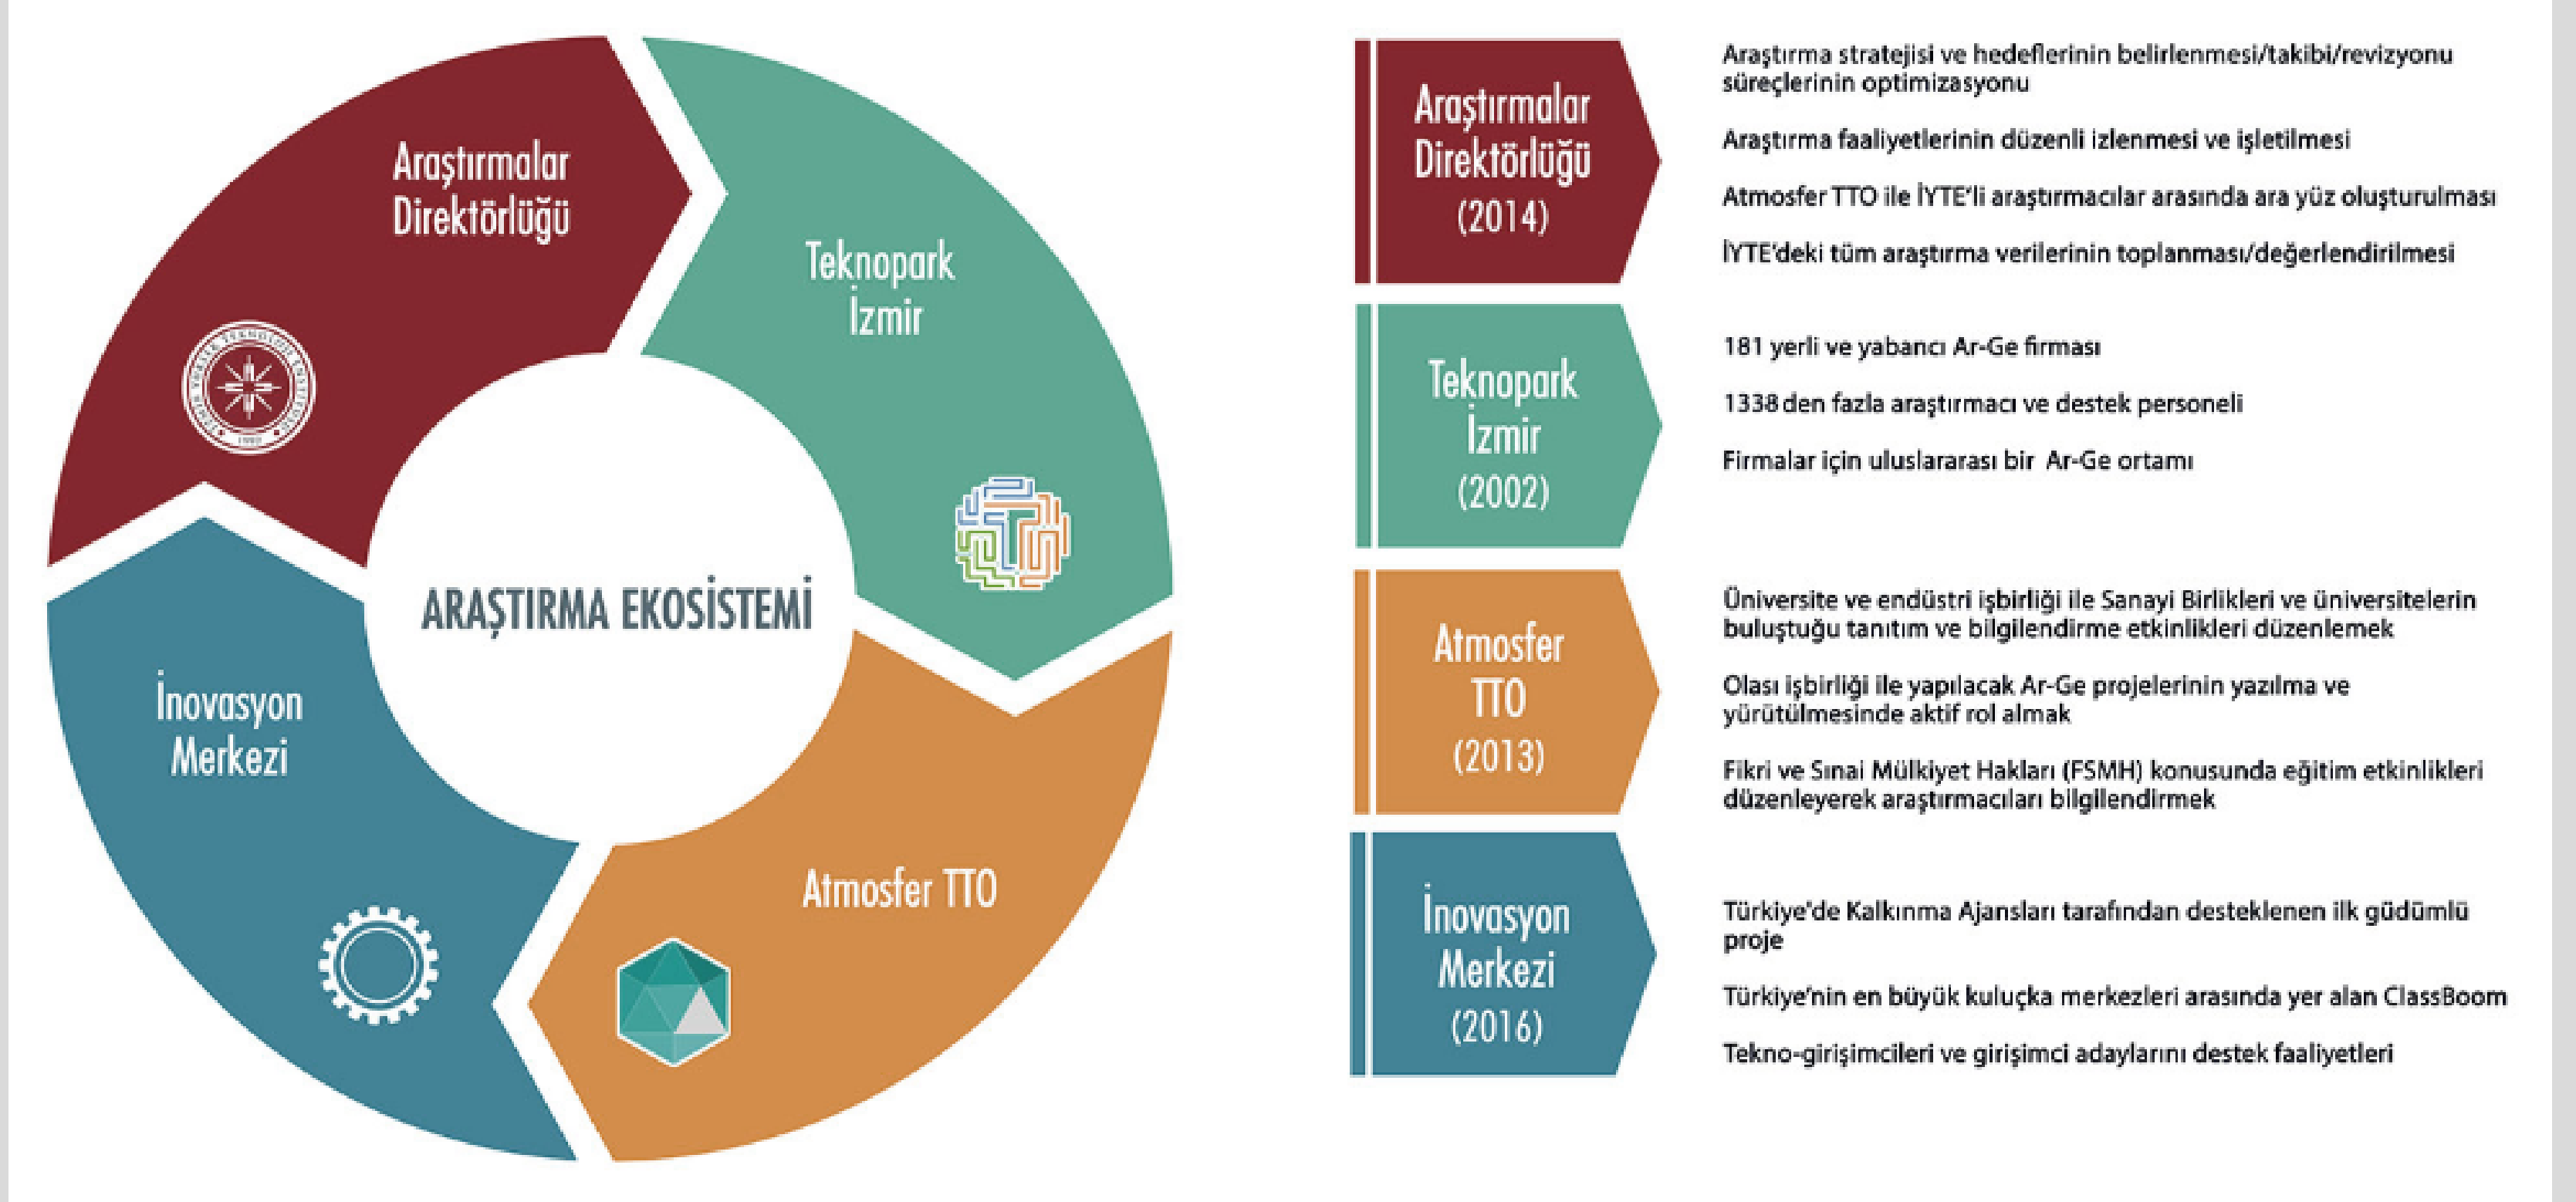 Araştırmalar
Direktörlüğü
Teknopark
İzmir
ARAŞTIRMA EKOSİSTEMİ
İnovasyon
Merkezi
Atmosfer TTO
Araştırmalar
Direktörlüğü
(2014)
Araştırma stratejisi ve hedeflerinin belirlenmesi/takibi/revizyonu
süreçlerinin optimizasyonu
Araştırma faaliyetlerinin düzenli izlenmesi ve işletilmesi
Atmosfer TTO ile İYTE'li araştırmacılar arasında ara yüz oluşturulması
İYTE'deki tüm araştırma verilerinin toplanması/değerlendirilmesi
Teknopark
İzmir
(2002)
181 yerli ve yabancı Ar-Ge firması
1338 den fazla araştırmacı ve destek personeli
Firmalar için uluslararası bir Ar-Ge ortamı
Atmosfer
TTO
(2013)
Üniversite ve endüstri işbirliği ile Sanayi Birlikleri ve üniversitelerin
buluştuğu tanıtım ve bilgilendirme etkinlikleri düzenlemek
Olası işbirliği ile yapılacak Ar-Ge projelerinin yazılma ve
yürütülmesinde aktif rol almak
Fikri ve Sınai Mülkiyet Hakları (FSMH) konusunda eğitim etkinlikleri
düzenleyerek araştırmacıları bilgilendirmek
İnovasyon
Merkezi
(2016)
Türkiye'de Kalkınma Ajansları tarafından desteklenen ilk güdümlü
proje
Türkiye'nin en büyük kuluçka merkezleri arasında yer alan ClassBoom
Tekno-girişimcileri ve girişimci adaylarını destek faaliyetleri